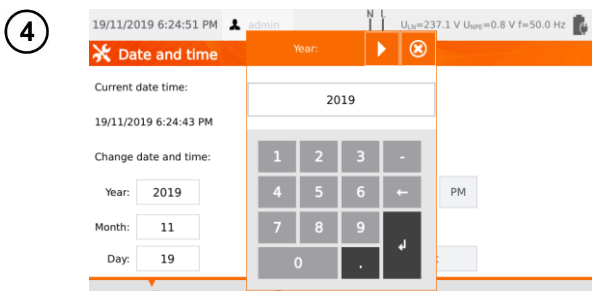 4
19/11/2019 6:24:51 PM admin N L U_LN=237.1 V U_NPE=0.8 V f=50.0 Hz
Date and time
Year:
Current date time:
2019
19/11/2019 6:24:43 PM
Change date and time:
1 2 3 -
Year: 2019
4 5 6 ← PM
Month: 11
7 8 9 ↲
Day: 19
0 .